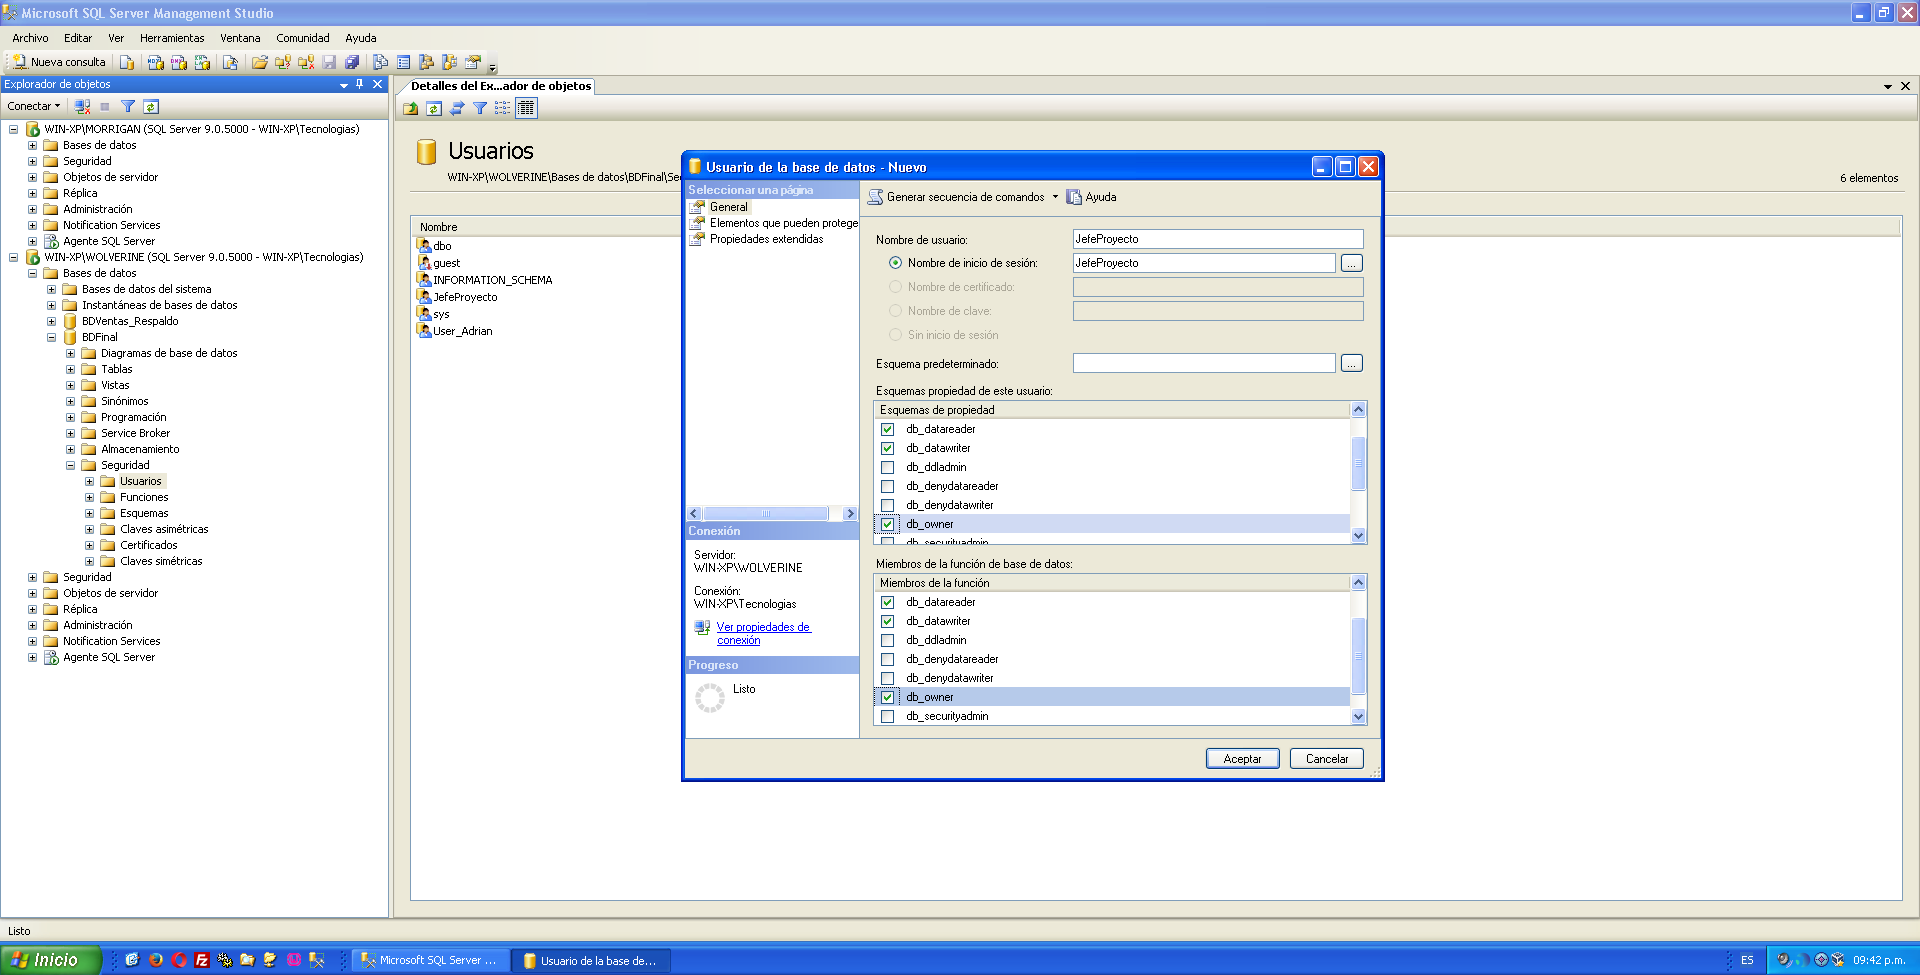 Microsoft SQL Server Management Studio
Archivo Editar Ver Herramientas Ventana Comunidad Ayuda
Nueva consulta
Explorador de objetos
Conectar
WIN-XP\MORRIGAN (SQL Server 9.0.5000 - WIN-XP\Tecnologias)
Bases de datos
Seguridad
Objetos de servidor
Réplica
Administración
Notification Services
Agente SQL Server
WIN-XP\WOLVERINE (SQL Server 9.0.5000 - WIN-XP\Tecnologias)
Bases de datos
Bases de datos del sistema
Instantáneas de bases de datos
BDVentas_Respaldo
BDFinal
Diagramas de base de datos
Tablas
Vistas
Sinónimos
Programación
Service Broker
Almacenamiento
Seguridad
Usuarios
Funciones
Esquemas
Claves asimétricas
Certificados
Claves simétricas
Seguridad
Objetos de servidor
Réplica
Administración
Notification Services
Agente SQL Server
Detalles del Ex...ador de objetos
Usuarios
WIN-XP\WOLVERINE\Bases de datos\BDFinal\Se
6 elementos
Nombre
dbo
guest
INFORMATION_SCHEMA
JefeProyecto
sys
User_Adrian
Usuario de la base de datos - Nuevo
Seleccionar una página
General
Elementos que pueden protege
Propiedades extendidas
Conexión
Servidor:
WIN-XP\WOLVERINE
Conexión:
WIN-XP\Tecnologias
Ver propiedades de
conexión
Progreso
Listo
Generar secuencia de comandos Ayuda
Nombre de usuario: JefeProyecto
Nombre de inicio de sesión: JefeProyecto ...
Nombre de certificado:
Nombre de clave:
Sin inicio de sesión
Esquema predeterminado: ...
Esquemas propiedad de este usuario:
Esquemas de propiedad
db_datareader
db_datawriter
db_ddladmin
db_denydatareader
db_denydatawriter
db_owner
db_securityadmin
Miembros de la función de base de datos:
Miembros de la función
db_datareader
db_datawriter
db_ddladmin
db_denydatareader
db_denydatawriter
db_owner
db_securityadmin
Aceptar Cancelar
Listo
Inicio
Microsoft SQL Server ...
Usuario de la base de...
ES
09:42 p.m.